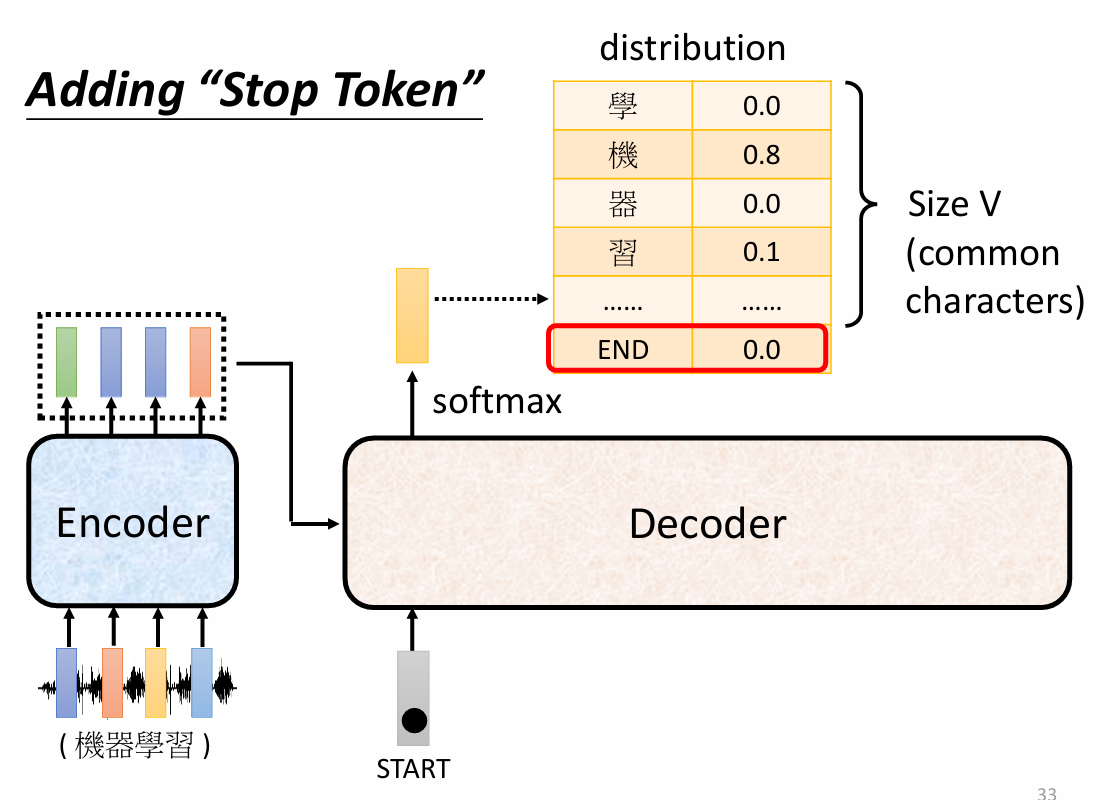 Adding “Stop Token”
distribution
學 0.0
機 0.8
器 0.0
習 0.1
…… ……
END 0.0
Size V
(common
characters)
softmax
Encoder
Decoder
( 機器學習 )
START
33